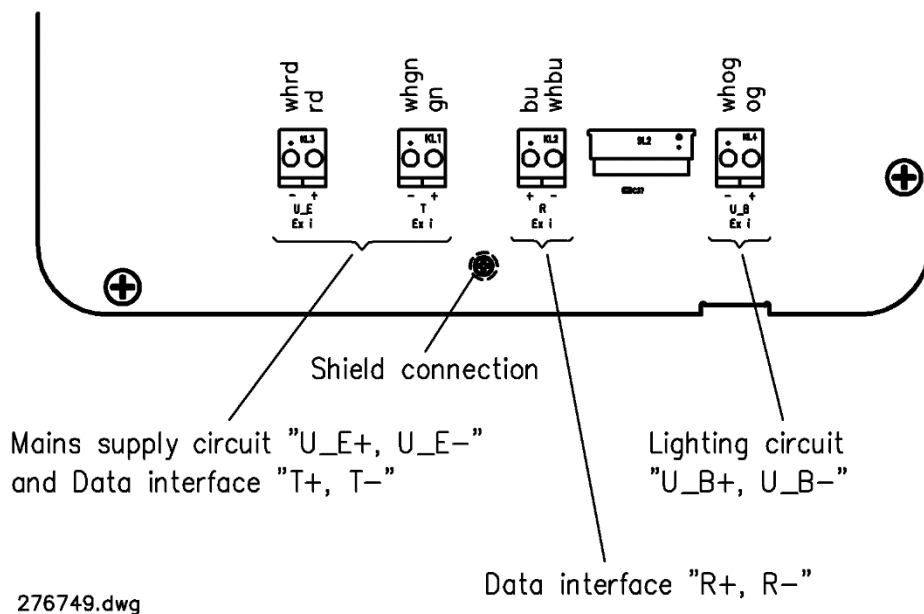 whrd
rd
whgn
gn
bu
whbu
whog
og
KL3
KL1
KL2
SL2
KL4
- +
- +
+ -
- +
U_E
T
R
U_B
Ex i
Ex i
Ex i
Ex i
Shield connection
Mains supply circuit "U_E+, U_E-"
and Data interface "T+, T-"
Lighting circuit
"U_B+, U_B-"
Data interface "R+, R-"
276749.dwg